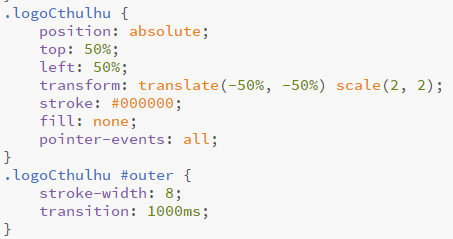 }
.logoCthulhu {
    position: absolute;
    top: 50%;
    left: 50%;
    transform: translate(-50%, -50%) scale(2, 2);
    stroke: #000000;
    fill: none;
    pointer-events: all;
}
.logoCthulhu #outer {
    stroke-width: 8;
    transition: 1000ms;
}